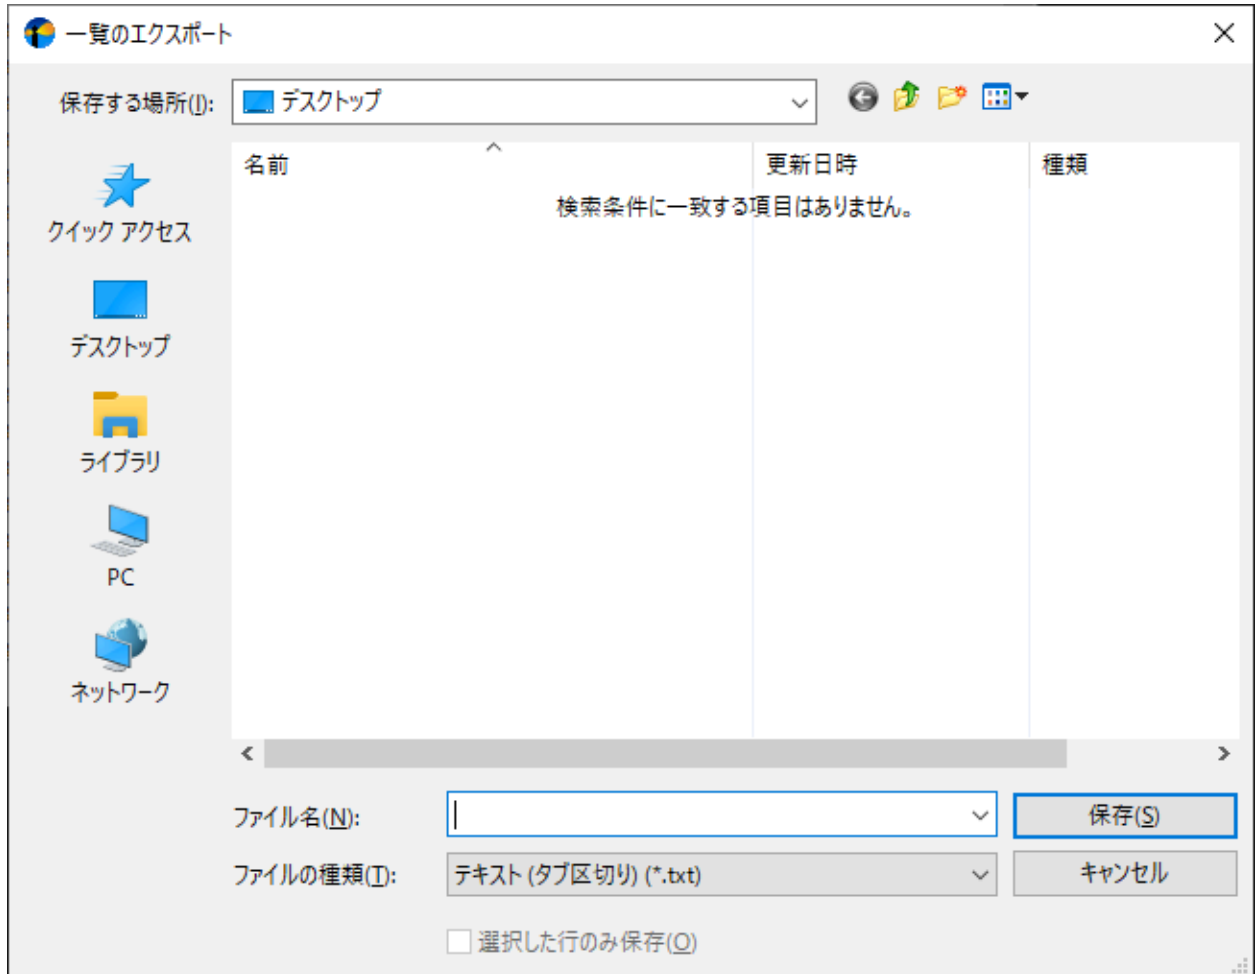 一覧のエクスポート
保存する場所(I):
デスクトップ
名前
更新日時
種類
検索条件に一致する項目はありません。
クイック アクセス
デスクトップ
ライブラリ
PC
ネットワーク
ファイル名(N):
保存(S)
ファイルの種類(T):
テキスト (タブ区切り) (*.txt)
キャンセル
選択した行のみ保存(O)